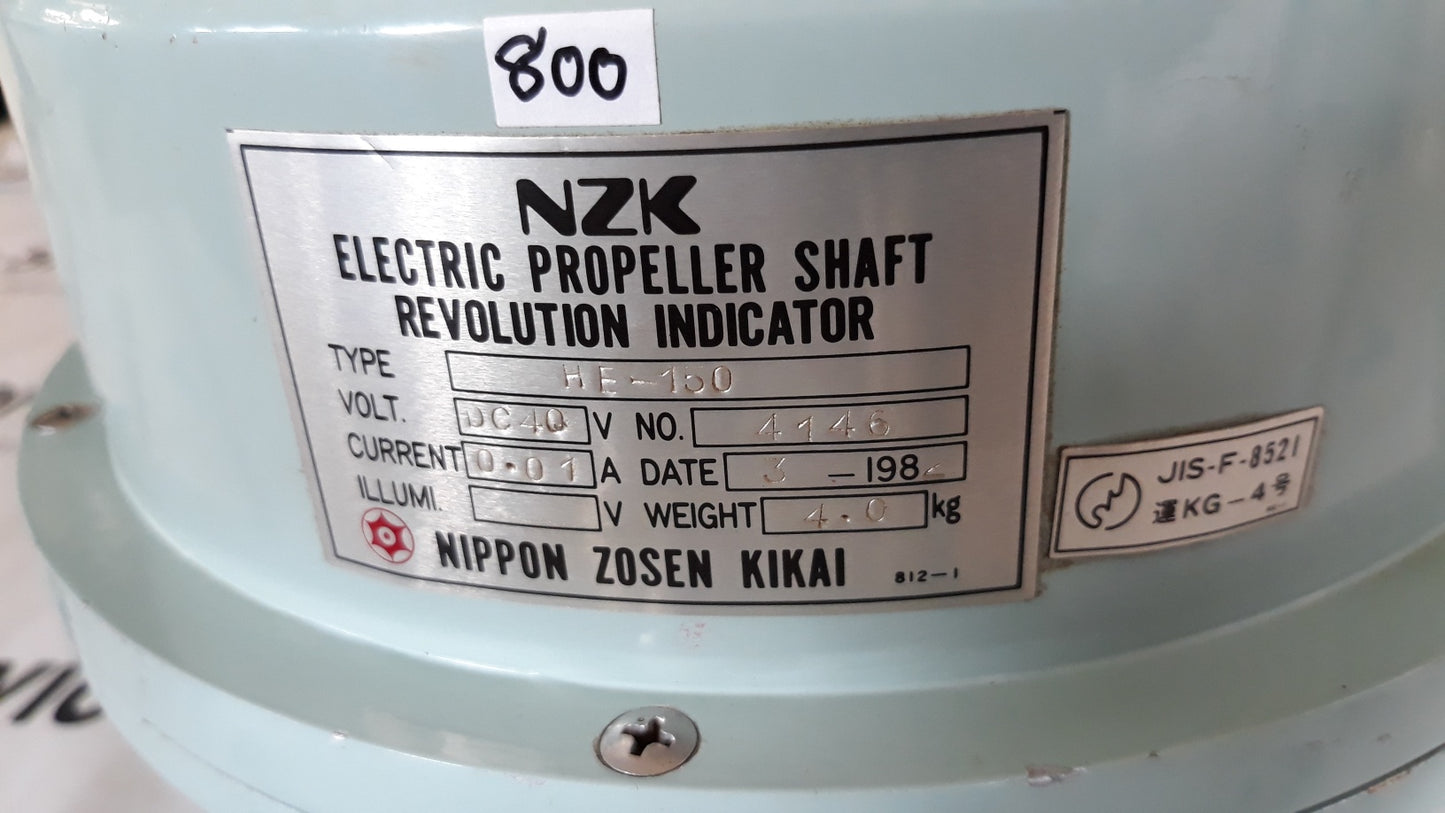 800
NZK
ELECTRIC PROPELLER SHAFT
REVOLUTION INDICATOR
TYPE HE-150
VOLT. DC40 V NO. 4146
CURRENT 0.01 A DATE 3 -198
ILLUMI. V WEIGHT 4.0 kg
NIPPON ZOSEN KIKAI 812-1
JIS-F-8521
運KG-4号